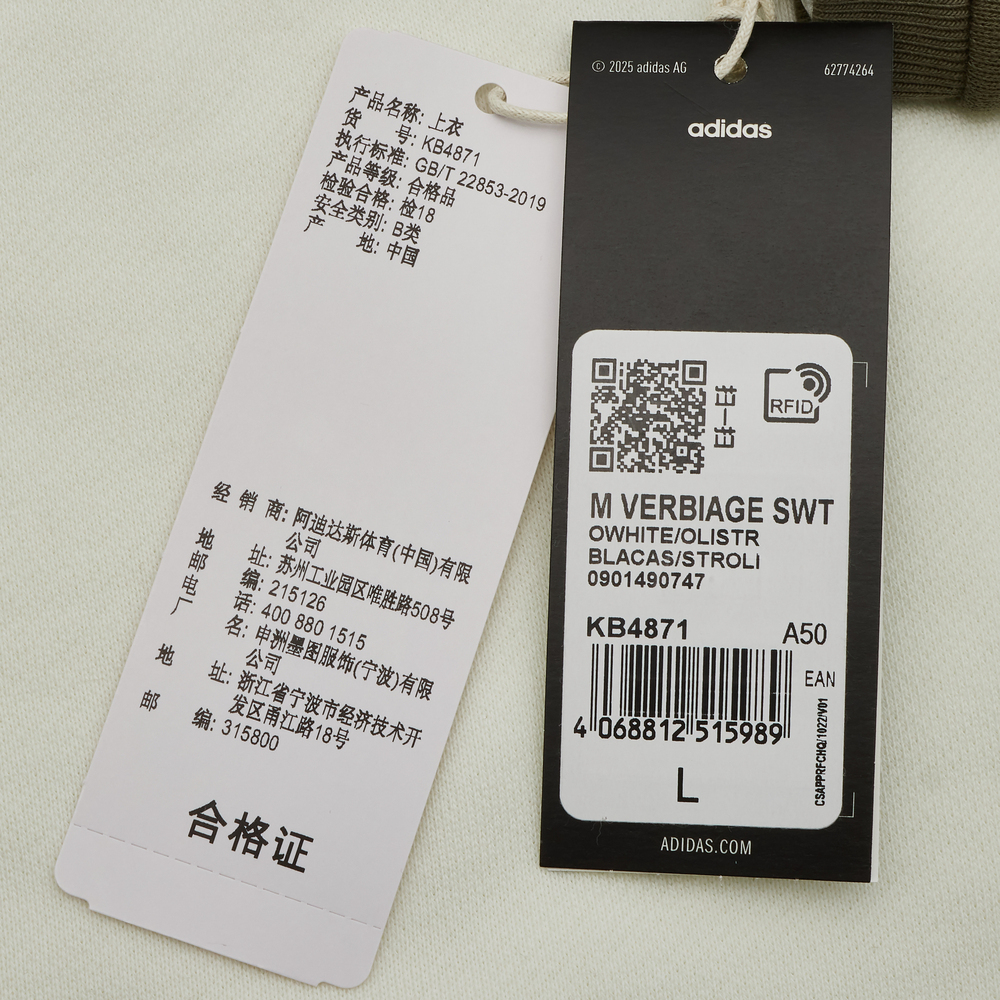 产品名称: 上衣
货 号: KB4871
执行标准: GB/T 22853-2019
产品等级: 合格品
检验合格: 检18
安全类别: B类
产 地: 中国
经 销 商: 阿迪达斯体育(中国)有限
公司
地 址: 苏州工业园区唯胜路508号
邮 编: 215126
电 话: 400 880 1515
厂 名: 申洲墨图服饰(宁波)有限
公司
地 址: 浙江省宁波市经济技术开
发区甬江路18号
邮 编: 315800
合格证
© 2025 adidas AG
62774264
adidas
扫一扫
RFID
M VERBIAGE SWT
OWHITE/OLISTR
BLACAS/STROLI
0901490747
KB4871 A50
EAN
4 068812 515989
CSAPPRFCHQ/1022/V01
L
ADIDAS.COM